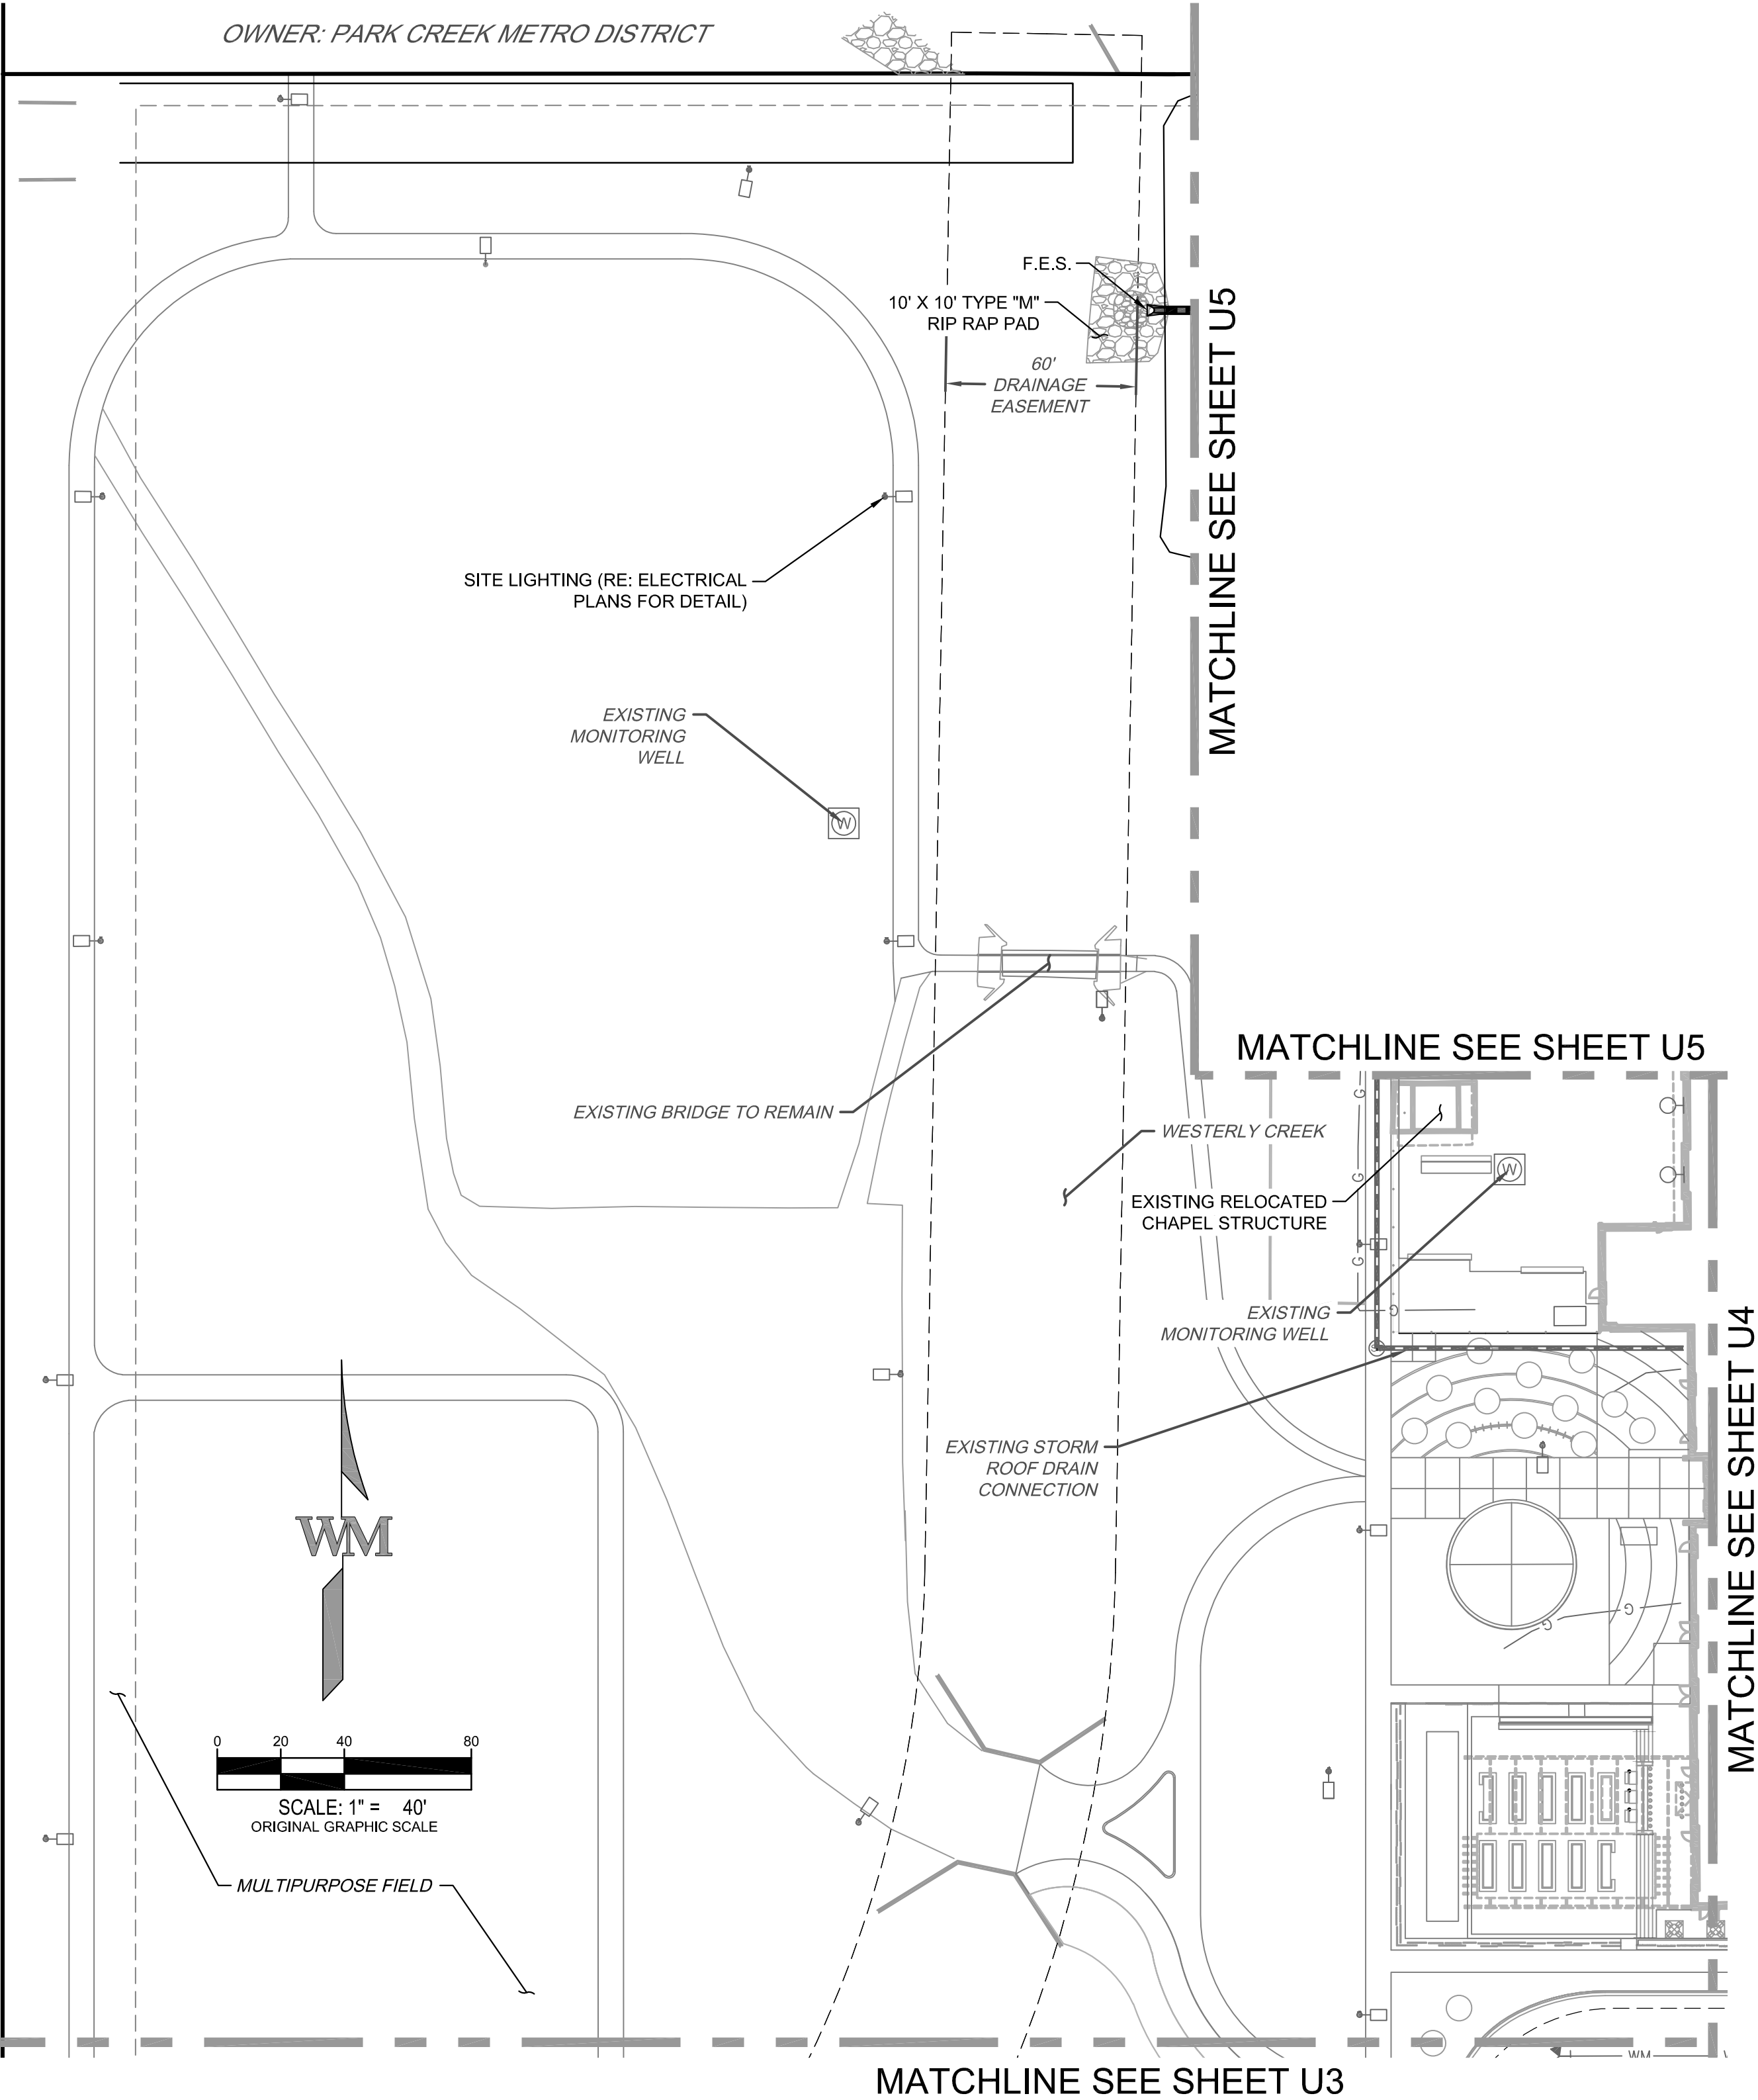 OWNER: PARK CREEK METRO DISTRICT
F.E.S.
10' X 10' TYPE "M"
RIP RAP PAD
60'
DRAINAGE
EASEMENT
MATCHLINE SEE SHEET U5
SITE LIGHTING (RE: ELECTRICAL
PLANS FOR DETAIL)
EXISTING
MONITORING
WELL
W
MATCHLINE SEE SHEET U5
EXISTING BRIDGE TO REMAIN
WESTERLY CREEK
EXISTING RELOCATED
CHAPEL STRUCTURE
G
G
G
G
W
EXISTING
MONITORING WELL
MATCHLINE SEE SHEET U4
EXISTING STORM
ROOF DRAIN
CONNECTION
WM
G
G
0 20 40 80
SCALE: 1" = 40'
ORIGINAL GRAPHIC SCALE
MULTIPURPOSE FIELD
WM
MATCHLINE SEE SHEET U3